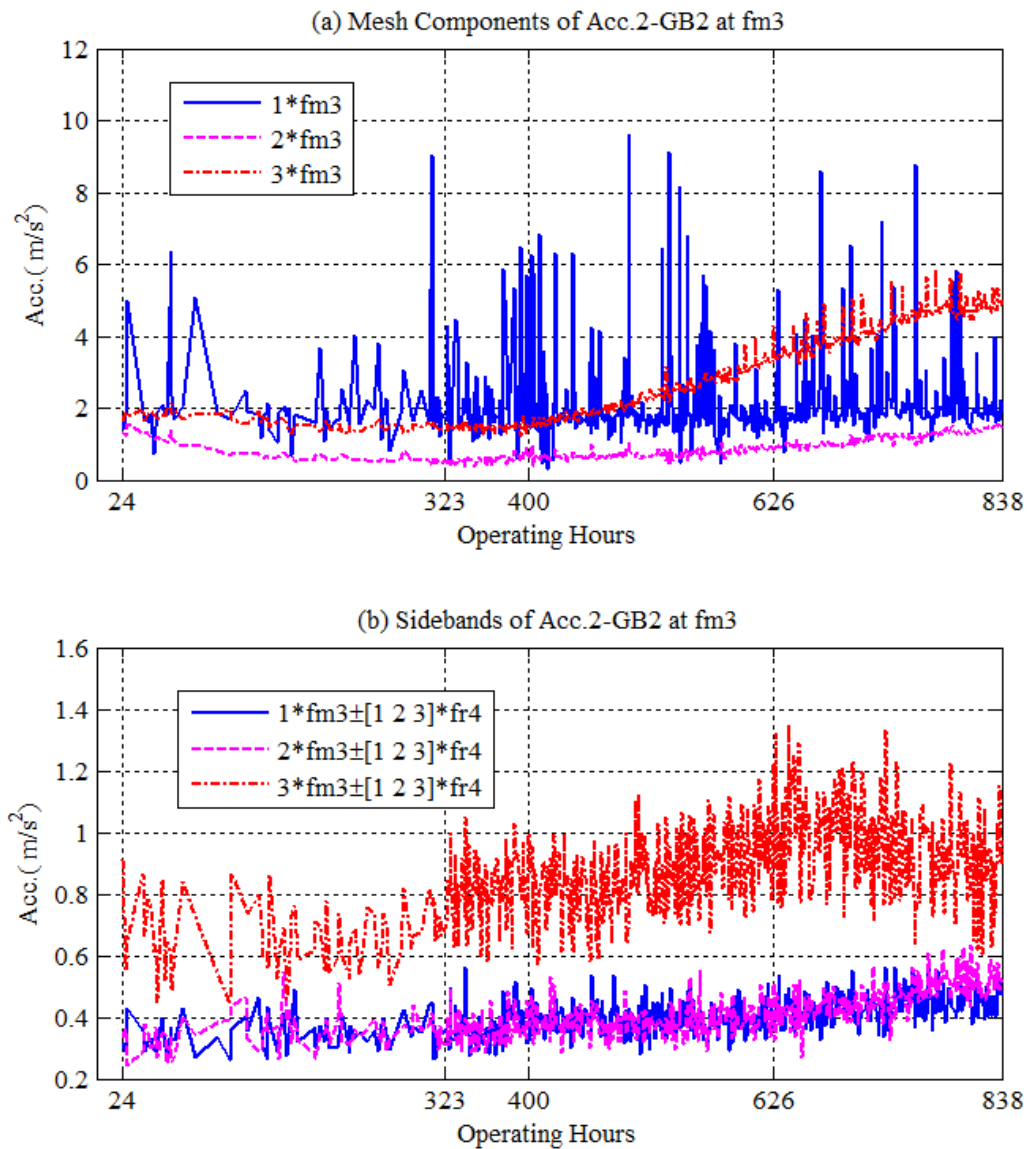 (a) Mesh Components of Acc.2-GB2 at fm3
12
10
8
6
4
2
0
Acc.( m/s²)
1*fm3
2*fm3
3*fm3
24
323
400
626
838
Operating Hours
(b) Sidebands of Acc.2-GB2 at fm3
1.6
1.4
1.2
1
0.8
0.6
0.4
0.2
Acc.( m/s²)
1*fm3±[1 2 3]*fr4
2*fm3±[1 2 3]*fr4
3*fm3±[1 2 3]*fr4
24
323
400
626
838
Operating Hours